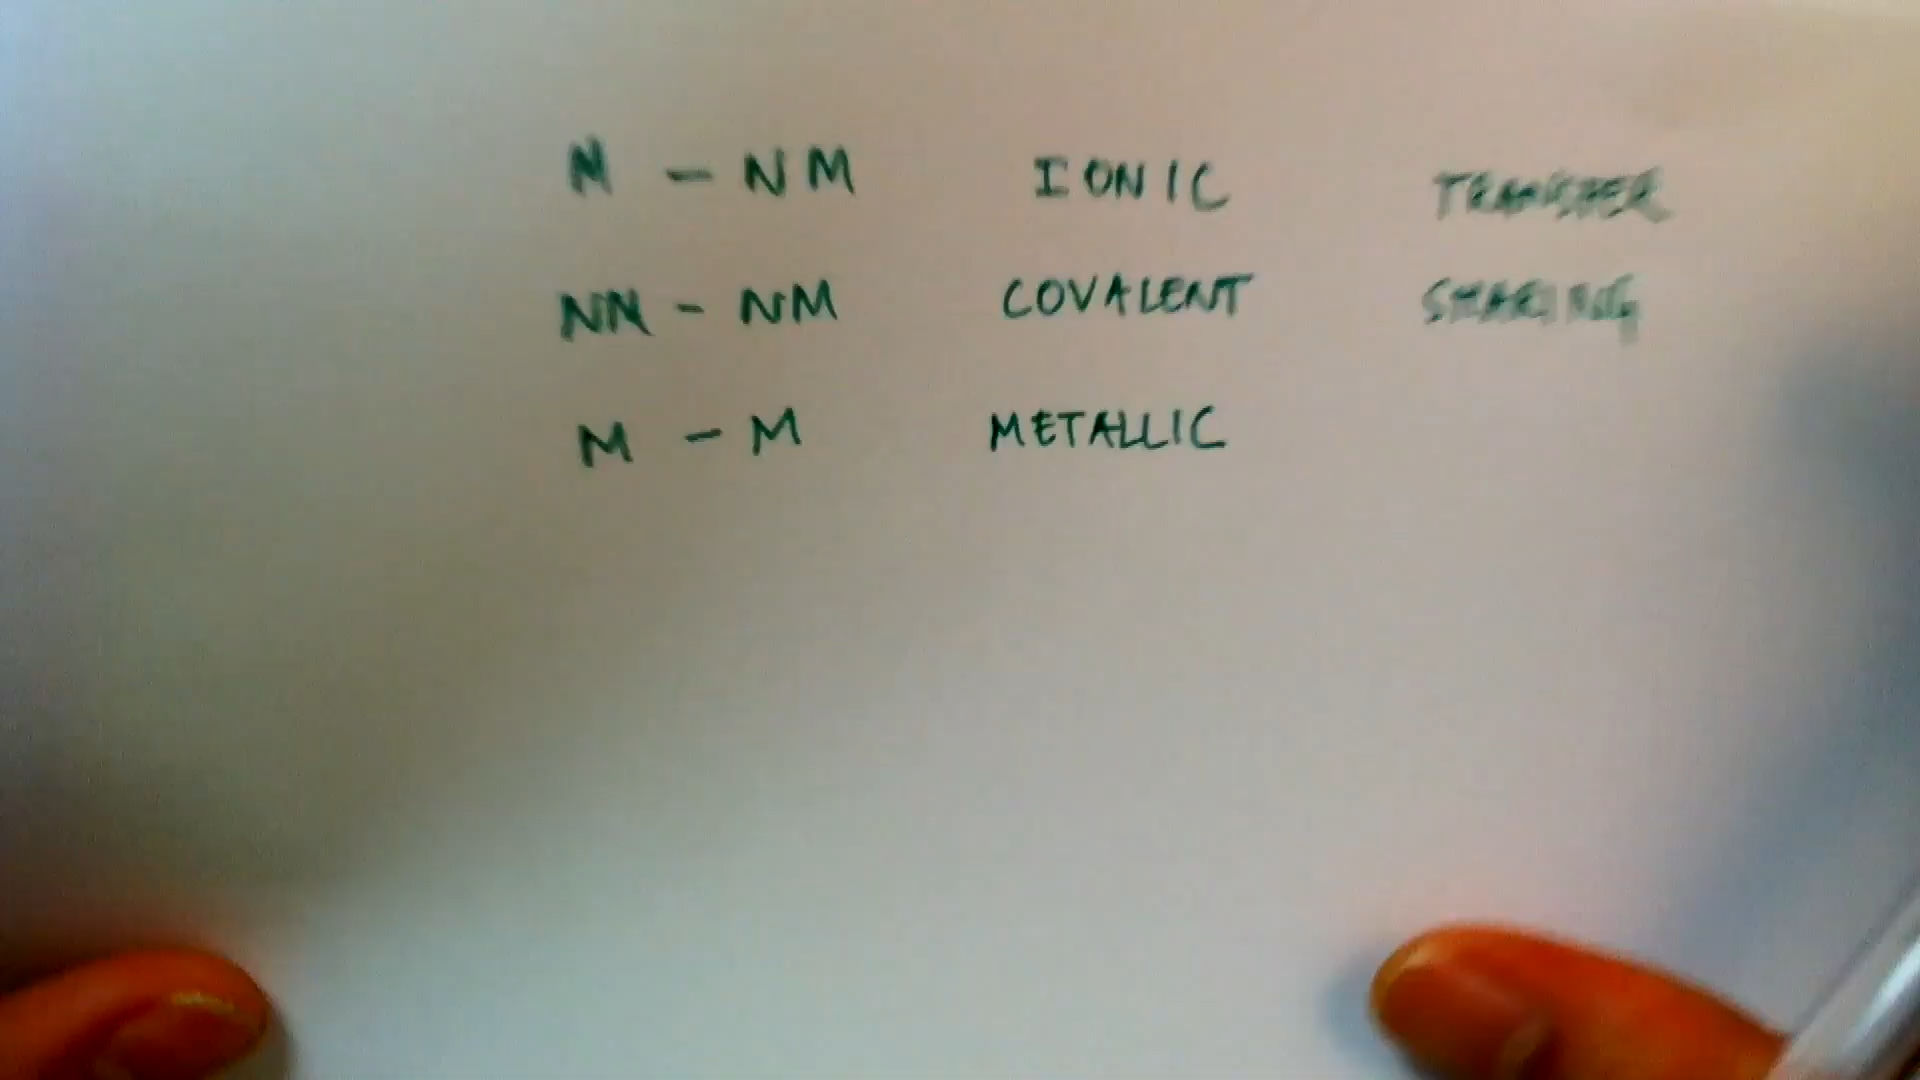 M - NM IONIC TRANSFER
NM - NM COVALENT SHARING
M - M METALLIC